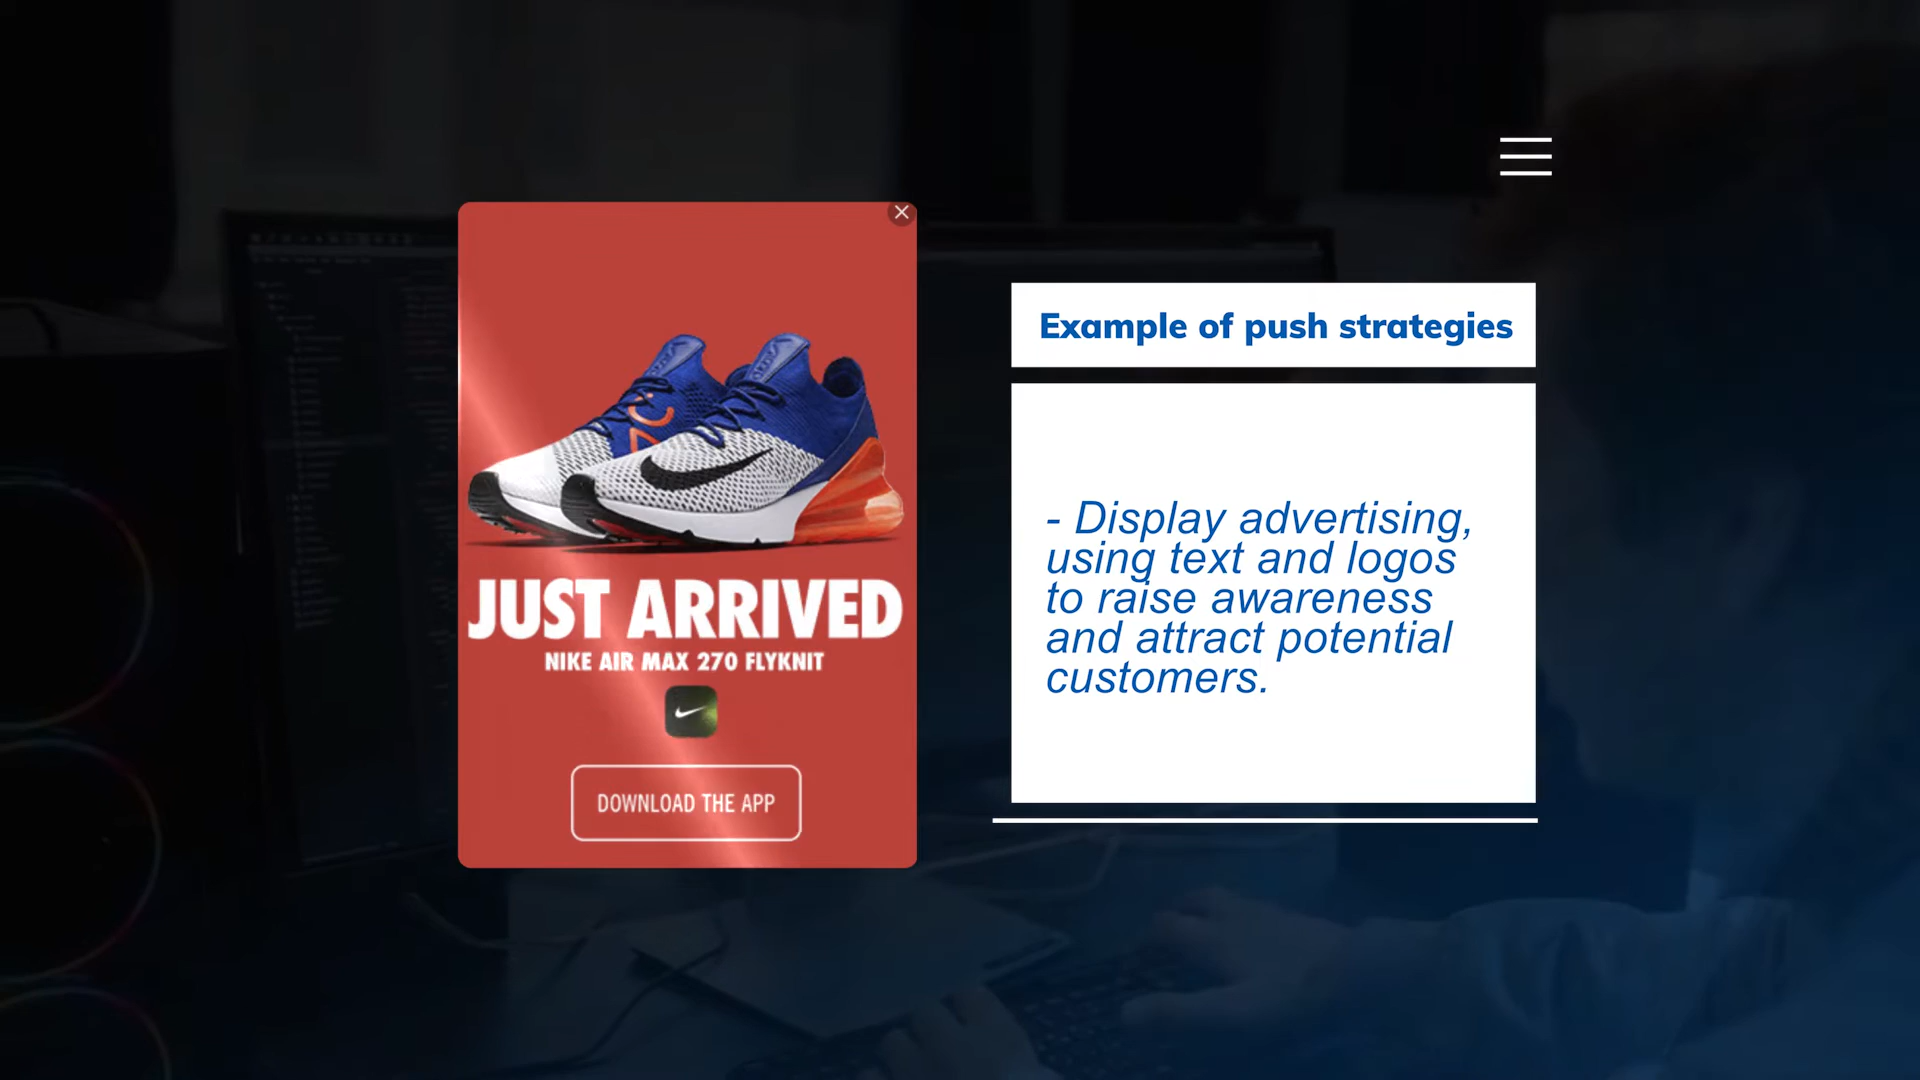 JUST ARRIVED
NIKE AIR MAX 270 FLYKNIT
DOWNLOAD THE APP
Example of push strategies
- Display advertising,
using text and logos
to raise awareness
and attract potential
customers.